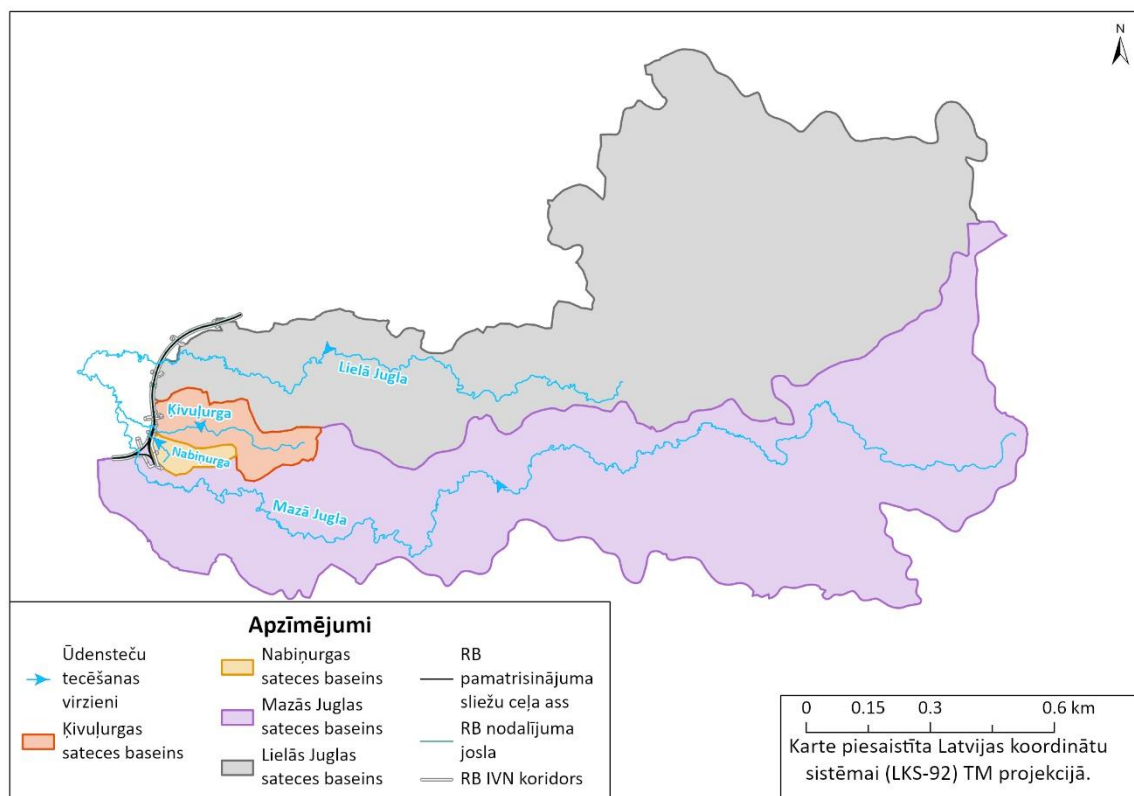 N
Lielā Jugla
Ķivuļurga
Nabiņurga
Mazā Jugla
Apzīmējumi
Ūdensteču
tecēšanas
virzieni
Ķivuļurgas
sateces baseins
Nabiņurgas
sateces baseins
Mazās Juglas
sateces baseins
Lielās Juglas
sateces baseins
RB
pamatrisinājuma
sliežu ceļa ass
RB nodalījuma
josla
RB IVN koridors
0 0.15 0.3 0.6 km
Karte piesaistīta Latvijas koordinātu
sistēmai (LKS-92) TM projekcijā.